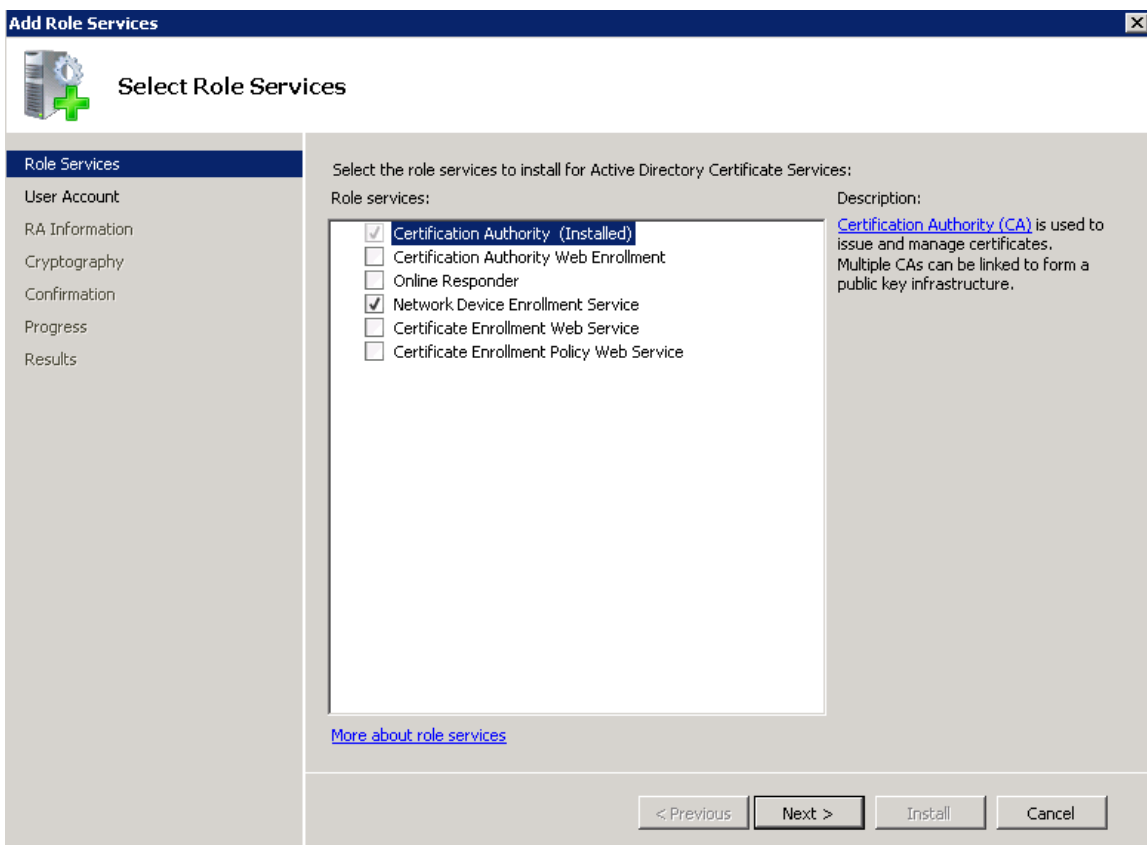 Add Role Services
Select Role Services
Role Services
User Account
RA Information
Cryptography
Confirmation
Progress
Results
Select the role services to install for Active Directory Certificate Services:
Role services:
Certification Authority (Installed)
Certification Authority Web Enrollment
Online Responder
Network Device Enrollment Service
Certificate Enrollment Web Service
Certificate Enrollment Policy Web Service
More about role services
Description:
Certification Authority (CA) is used to
issue and manage certificates.
Multiple CAs can be linked to form a
public key infrastructure.
< Previous
Next >
Install
Cancel